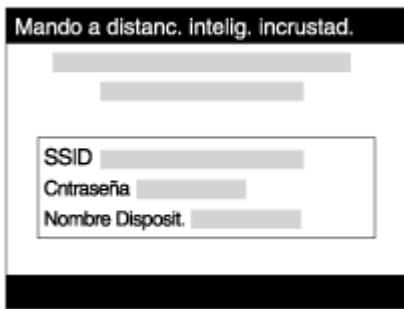 Mando a distanc. intelig. incrustad.
SSID
Cntraseña
Nombre Disposit.